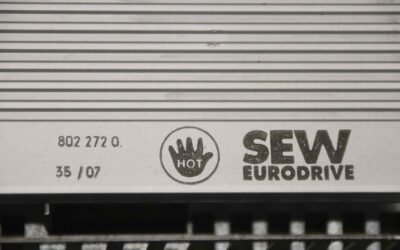 802 272 0.
35 / 07
HOT
SEW
EURODRIVE